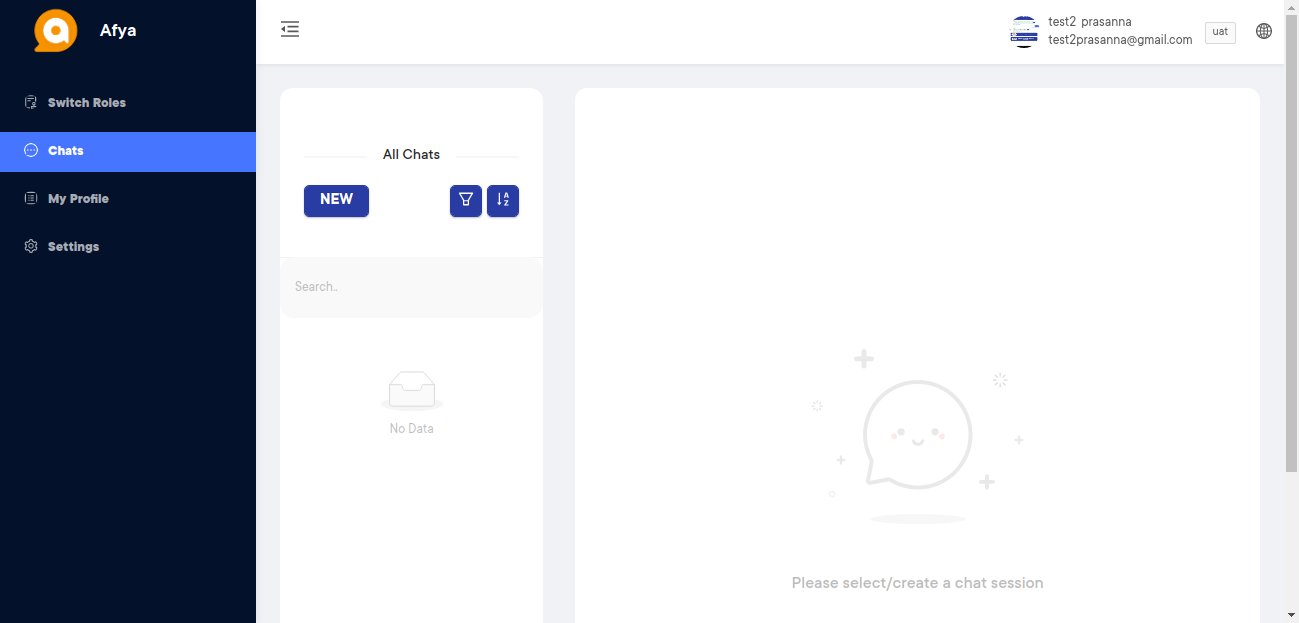 Afya
test2 prasanna
test2prasanna@gmail.com
uat
Switch Roles
Chats
My Profile
Settings
All Chats
NEW
A
Z
Search..
No Data
Please select/create a chat session